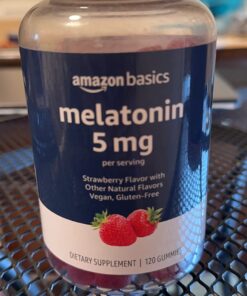 amazon basics
melatonin
5 mg
per serving
Strawberry Flavor with
Other Natural Flavors
Vegan, Gluten-Free
DIETARY SUPPLEMENT | 120 GUMMIES